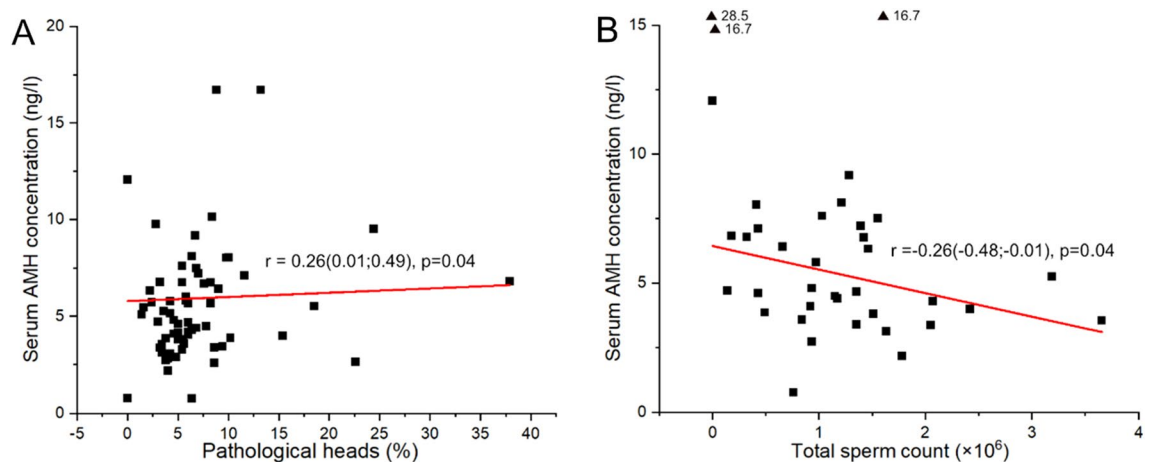 A
Serum AMH concentration (ng/l)
20
15
10
5
0
r = 0.26(0.01;0.49), p=0.04
-5 0 5 10 15 20 25 30 35 40
Pathological heads (%)
B
28.5
16.7
16.7
Serum AMH concentration (ng/l)
15
10
5
0
r =-0.26(-0.48;-0.01), p=0.04
0 1 2 3 4
Total sperm count (×10⁶)